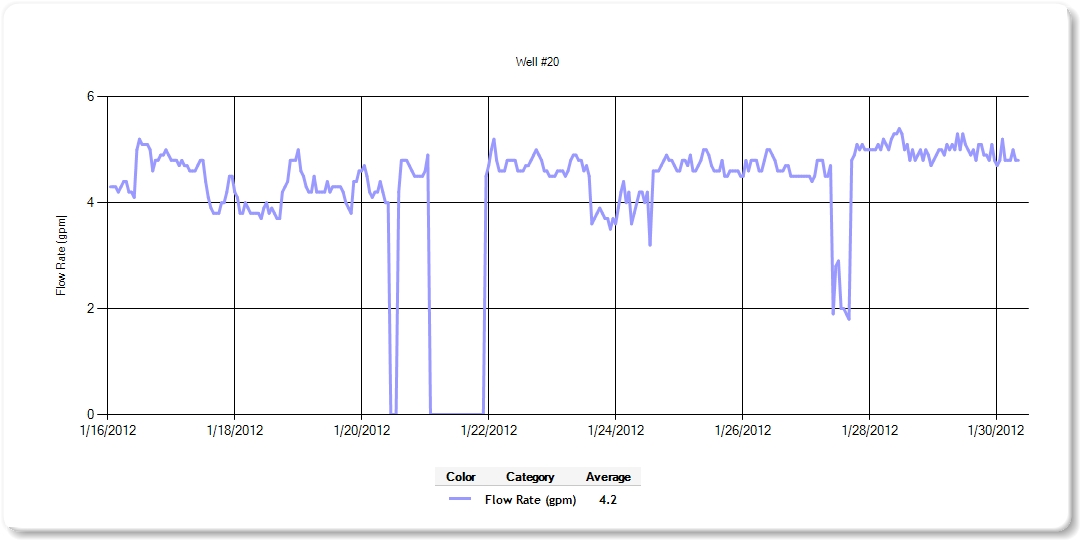 Well #20
6
4
2
0
Flow Rate (gpm)
1/16/2012 1/18/2012 1/20/2012 1/22/2012 1/24/2012 1/26/2012 1/28/2012 1/30/2012
Color Category Average
Flow Rate (gpm) 4.2